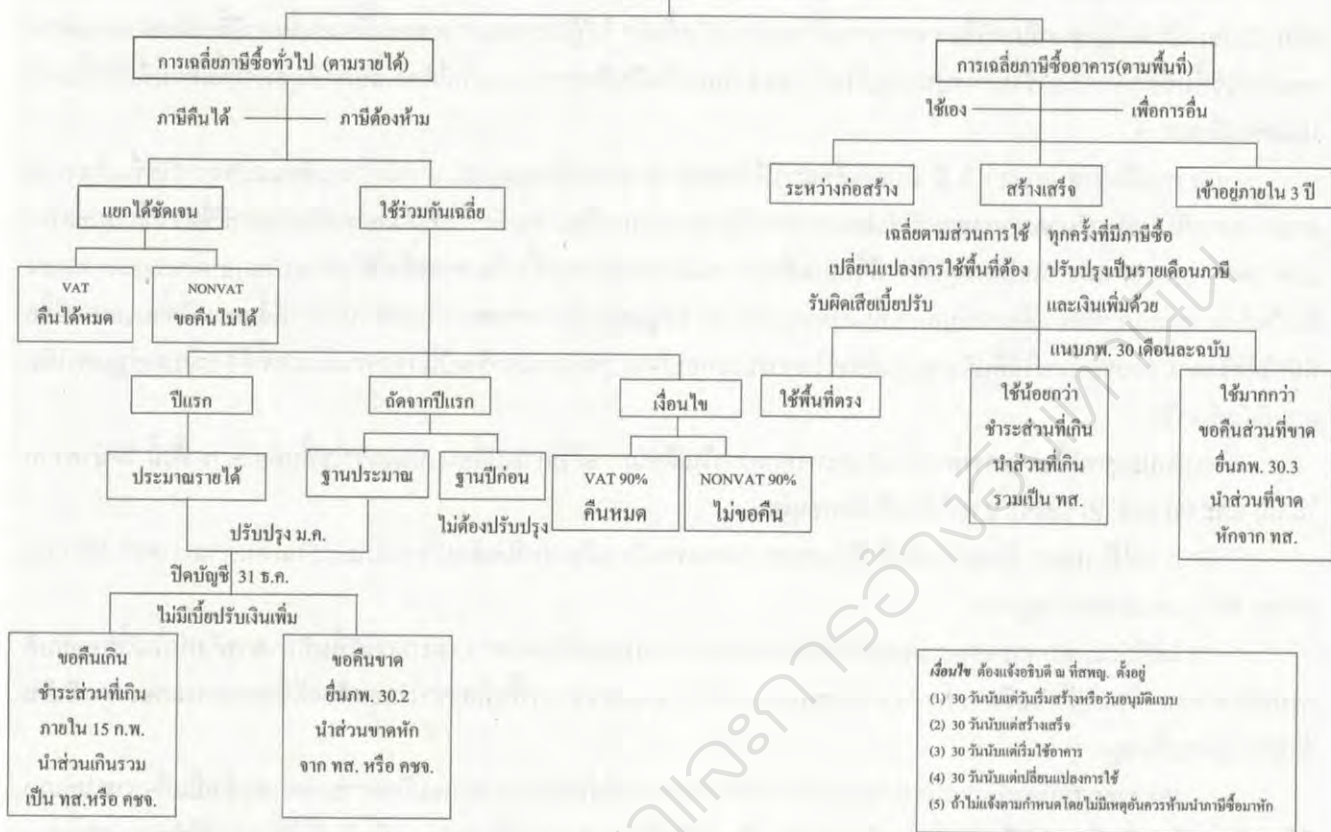 การเฉลี่ยภาษีซื้อทั่วไป (ตามรายได้)
ภาษีคืนได้ ภาษีต้องห้าม
แยกได้ชัดเจน
ใช้ร่วมกันเฉลี่ย
VAT
คืนได้หมด
NONVAT
ขอคืนไม่ได้
ปีแรก
ถัดจากปีแรก
เงื่อนไข
ประมาณรายได้
ฐานประมาณ
ฐานปีก่อน
ไม่ต้องปรับปรุง
VAT 90%
คืนหมด
NONVAT 90%
ไม่ขอคืน
ปรับปรุง ม.ค.
ปิดบัญชี 31 ธ.ค.
ไม่มีเบี้ยปรับเงินเพิ่ม
ขอคืนเกิน
ชำระส่วนที่เกิน
ภายใน 15 ก.พ.
นำส่วนเกินรวม
เป็น ทส.หรือ คชจ.
ขอคืนขาด
ยื่นภพ. 30.2
นำส่วนขาดหัก
จาก ทส. หรือ คชจ.
การเฉลี่ยภาษีซื้ออาคาร(ตามพื้นที่)
ใช้เอง เพื่อการอื่น
ระหว่างก่อสร้าง
สร้างเสร็จ
เข้าอยู่ภายใน 3 ปี
เฉลี่ยตามส่วนการใช้ ทุกครั้งที่มีภาษีซื้อ
เปลี่ยนแปลงการใช้พื้นที่ต้อง ปรับปรุงเป็นรายเดือนภาษี
รับผิดเสียเบี้ยปรับ และเงินเพิ่มด้วย
แนบภพ. 30 เดือนละฉบับ
ใช้พื้นที่ตรง
ใช้น้อยกว่า
ชำระส่วนที่เกิน
นำส่วนที่เกิน
รวมเป็น ทส.
ใช้มากกว่า
ขอคืนส่วนที่ขาด
ยื่นภพ. 30.3
นำส่วนที่ขาด
หักจาก ทส.
เงื่อนไข ต้องแจ้งอธิบดี ณ ที่สพญ. ตั้งอยู่
(1) 30 วันนับแต่วันเริ่มสร้างหรือวันอนุมัติแบบ
(2) 30 วันนับแต่สร้างเสร็จ
(3) 30 วันนับแต่เริ่มใช้อาคาร
(4) 30 วันนับแต่เปลี่ยนแปลงการใช้
(5) ถ้าไม่แจ้งตามกำหนดโดยไม่มีเหตุอันควรห้ามนำภาษีซื้อมาหัก